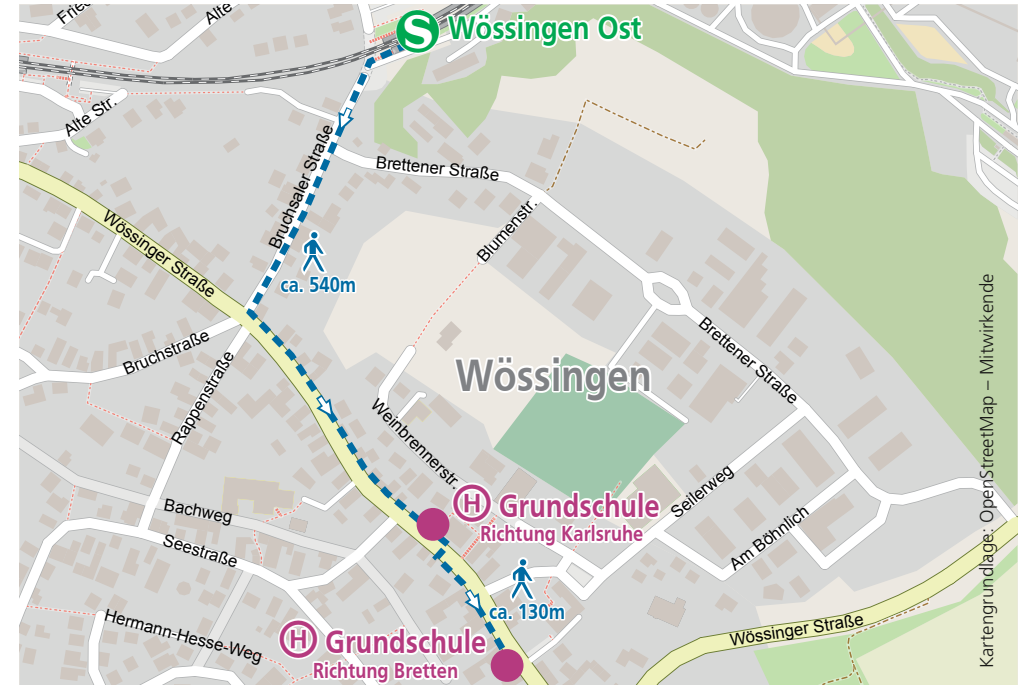 Alte
S Wössingen Ost
Alte Str.
Bruchsaler Straße
Brettener Straße
Blumenstr.
Wössinger Straße
ca. 540m
Bruchstraße
Rappenstraße
Wössingen
Brettener Straße
Weinbrennerstr.
Kartengrundlage: OpenStreetMap – Mitwirkende
H Grundschule
Richtung Karlsruhe
Seilerweg
Bachweg
Seestraße
Am Böhnlich
ca. 130m
Hermann-Hesse-Weg
H Grundschule
Richtung Bretten
Wössinger Straße